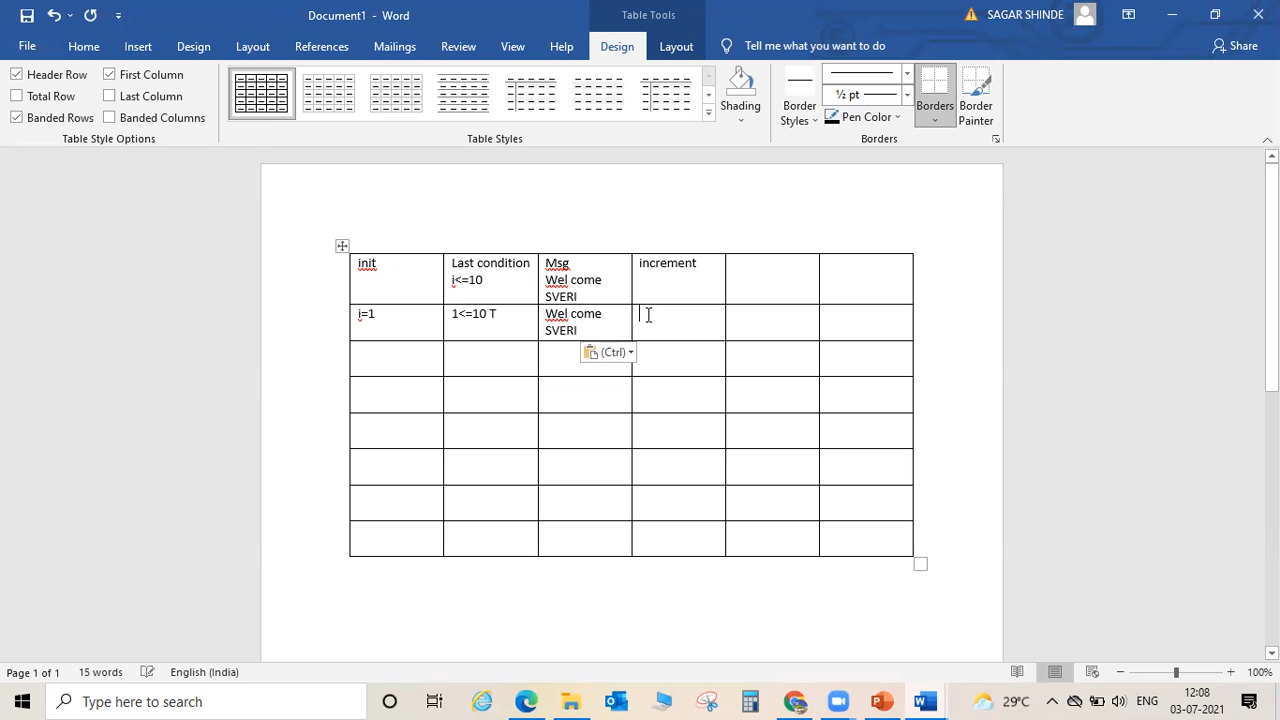 Document1 - Word
Table Tools
SAGAR SHINDE
File
Home
Insert
Design
Layout
References
Mailings
Review
View
Help
Design
Layout
Tell me what you want to do
Share
Header Row
First Column
Total Row
Last Column
Banded Rows
Banded Columns
Table Style Options
Table Styles
Shading
Border
Styles
½ pt
Pen Color
Borders
Border
Painter
Borders
init
Last condition
i<=10
Msg
Wel come
SVERI
increment
i=1
1<=10 T
Wel come
SVERI
(Ctrl)
Page 1 of 1
15 words
English (India)
100%
Type here to search
29°C
ENG
12:08
03-07-2021